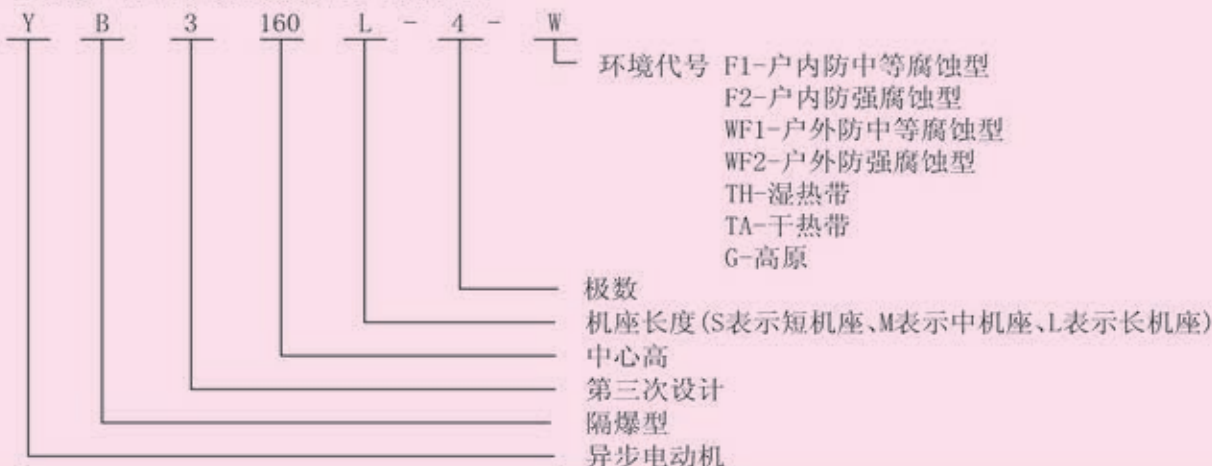 Y B 3 160 L - 4 - W
环境代号 F1-户内防中等腐蚀型
F2-户内防强腐蚀型
WF1-户外防中等腐蚀型
WF2-户外防强腐蚀型
TH-湿热带
TA-干热带
G-高原
极数
机座长度(S表示短机座、M表示中机座、L表示长机座)
中心高
第三次设计
隔爆型
异步电动机